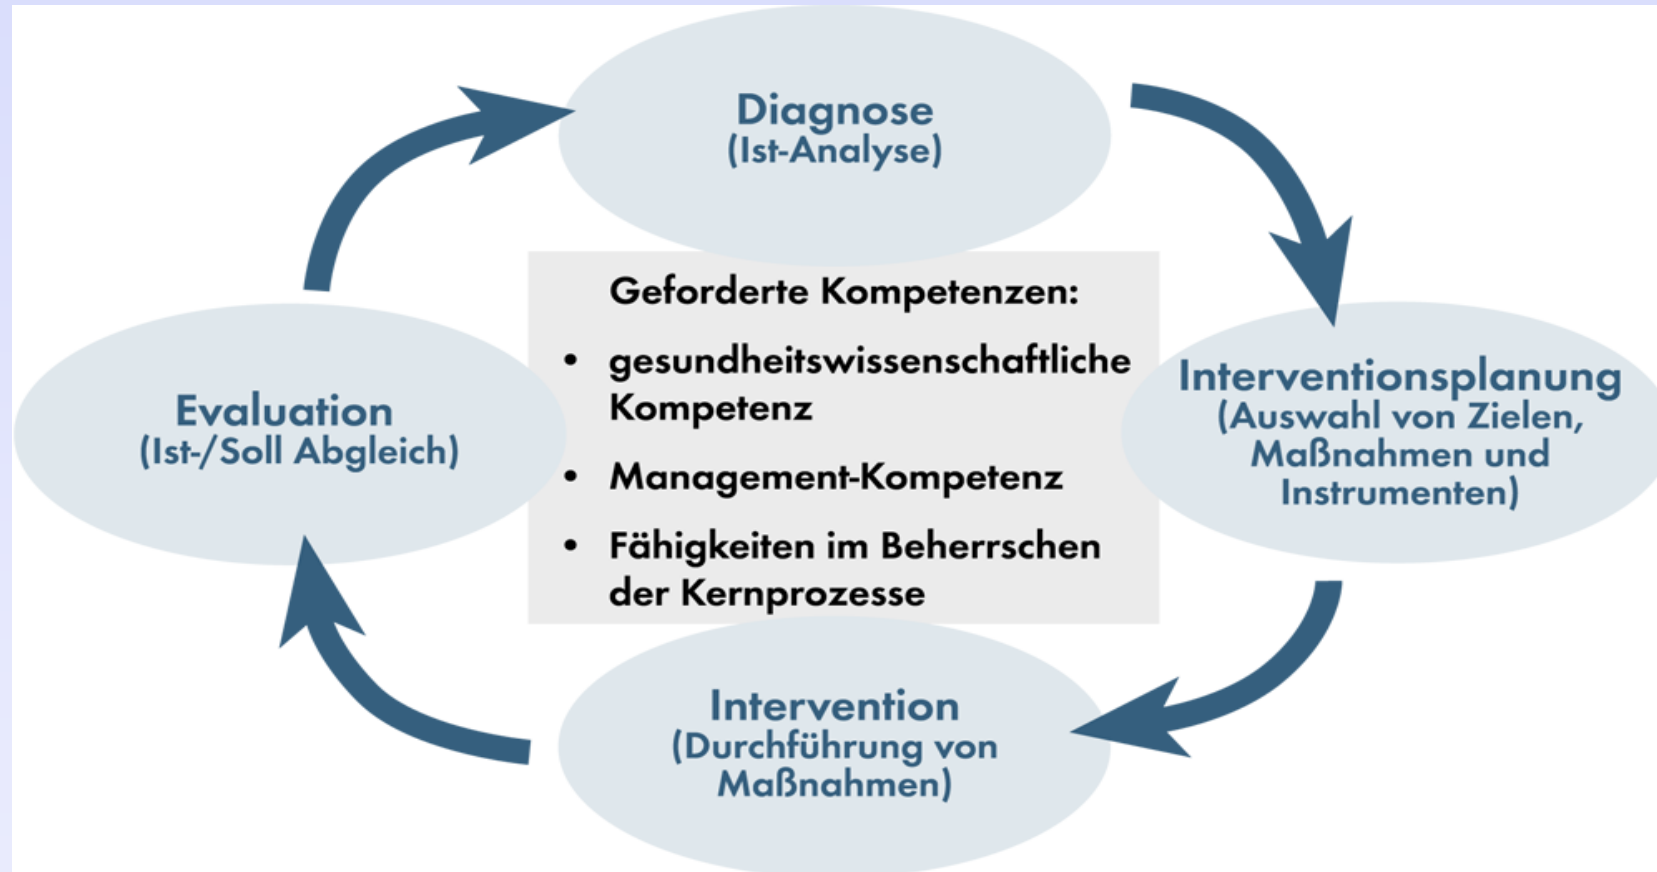 Diagnose
(Ist-Analyse)
Geforderte Kompetenzen:
• gesundheitswissenschaftliche
Kompetenz
• Management-Kompetenz
• Fähigkeiten im Beherrschen
der Kernprozesse
Interventionsplanung
(Auswahl von Zielen,
Maßnahmen und
Instrumenten)
Intervention
(Durchführung von
Maßnahmen)
Evaluation
(Ist-/Soll Abgleich)